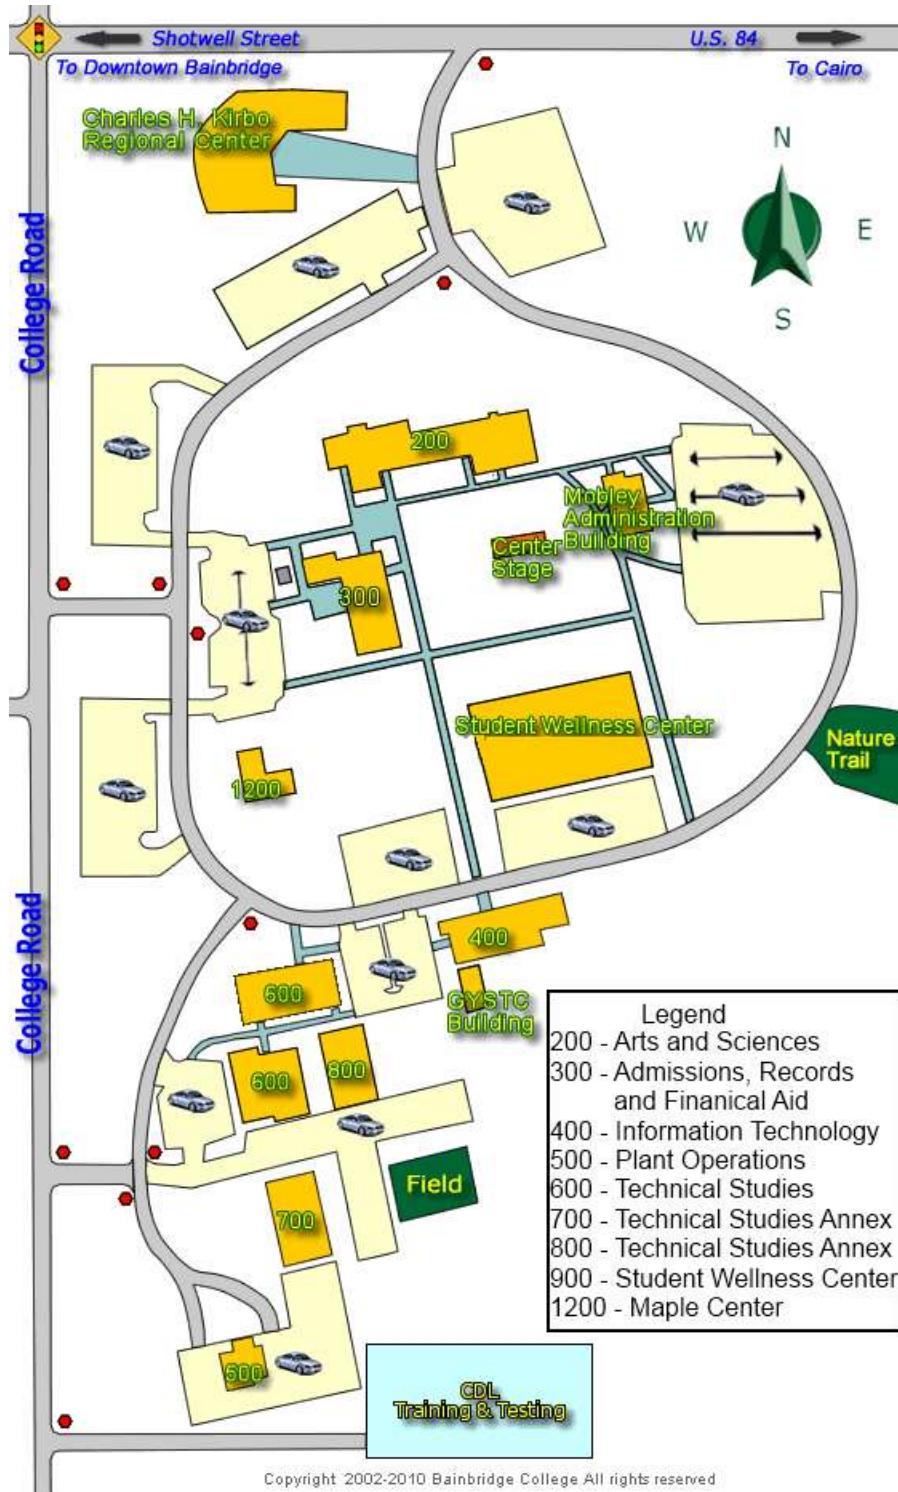 Shotwell Street
U.S. 84
To Downtown Bainbridge
To Cairo
Charles H. Kirbo
Regional Center
N
W
E
S
College Road
200
Mobley
Administration
Building
Center
Stage
300
Student Wellness Center
Nature
Trail
1200
College Road
400
600
GYSTC
Building
600
800
Field
700
500
CDL
Training & Testing
Legend
200 - Arts and Sciences
300 - Admissions, Records
and Finanical Aid
400 - Information Technology
500 - Plant Operations
600 - Technical Studies
700 - Technical Studies Annex
800 - Technical Studies Annex
900 - Student Wellness Center
1200 - Maple Center
Copyright 2002-2010 Bainbridge College All rights reserved